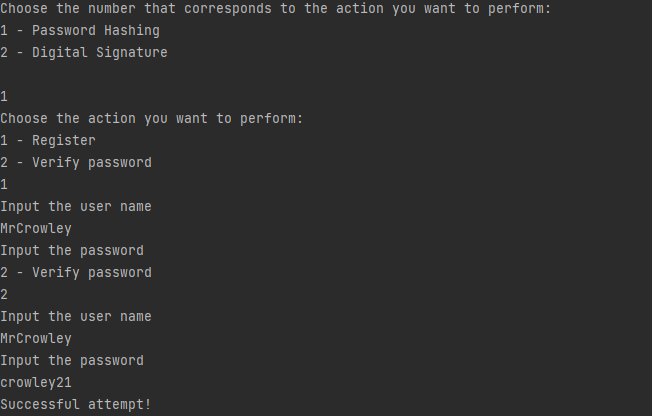 Choose the number that corresponds to the action you want to perform:
1 - Password Hashing
2 - Digital Signature
1
Choose the action you want to perform:
1 - Register
2 - Verify password
1
Input the user name
MrCrowley
Input the password
2 - Verify password
2
Input the user name
MrCrowley
Input the password
crowley21
Successful attempt!